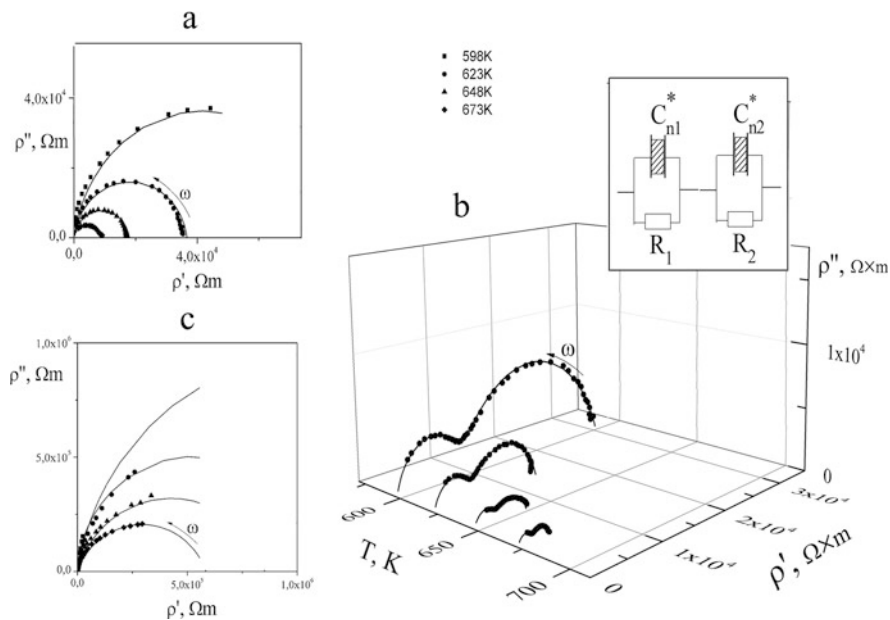 a
4,0x10⁴
ρ'', Ωm
0,0
0,0
4,0x10⁴
ρ', Ωm
ω
598K
623K
648K
673K
C*n1
C*n2
R1
R2
b
ρ'', Ω×m
1x10⁴
0
ω
600
650
700
T, K
0
1x10⁴
2x10⁴
3x10⁴
ρ', Ω×m
c
1,0x10⁶
ρ'', Ωm
5,0x10⁵
0,0
0,0
5,0x10⁵
1,0x10⁶
ρ', Ωm
ω